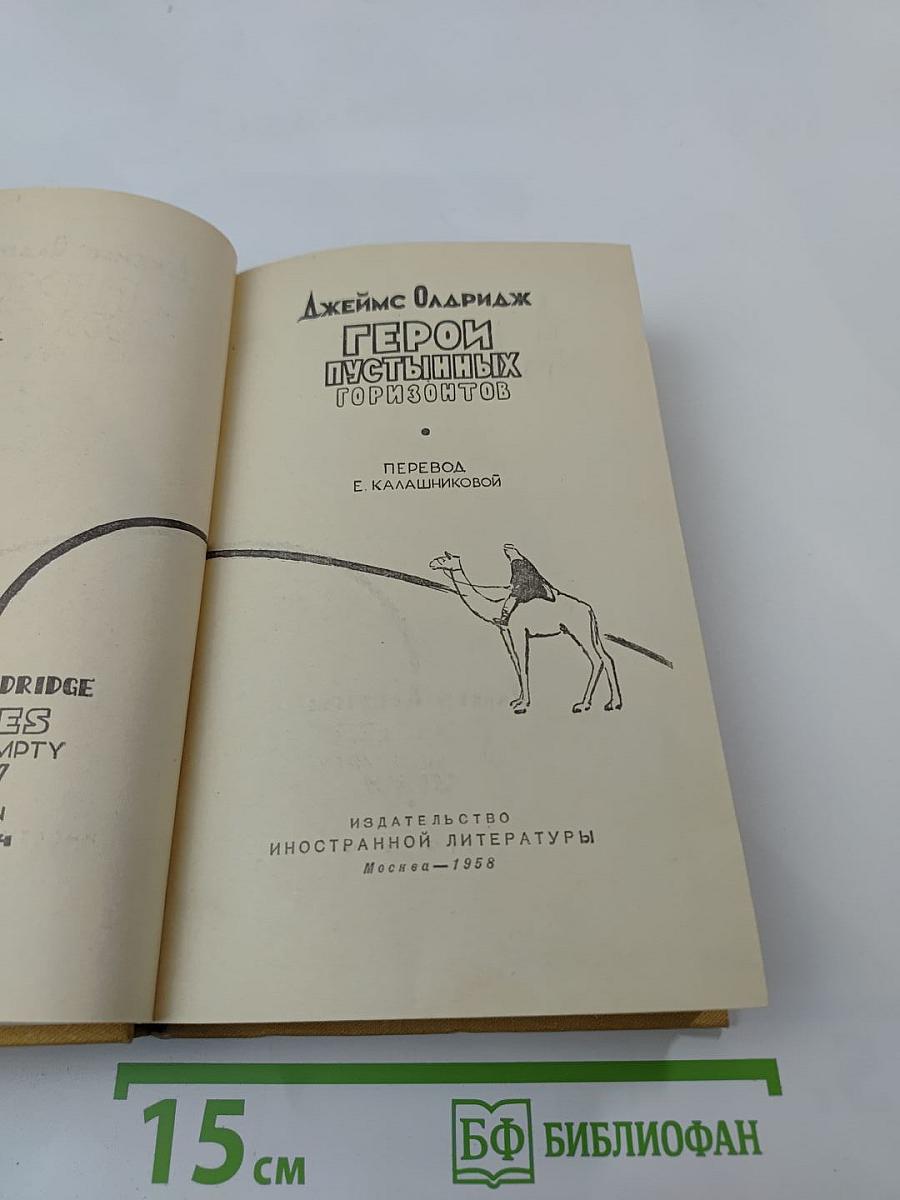 DRIDGE
ES
MPTY
Джеймс Олдридж
ГЕРОИ
ПУСТЫННЫХ
ГОРИЗОНТОВ
ПЕРЕВОД
Е. КАЛАШНИКОВОЙ
ИЗДАТЕЛЬСТВО
ИНОСТРАННОЙ ЛИТЕРАТУРЫ
Москва—1958
15 см
БФ БИБЛИОФАН